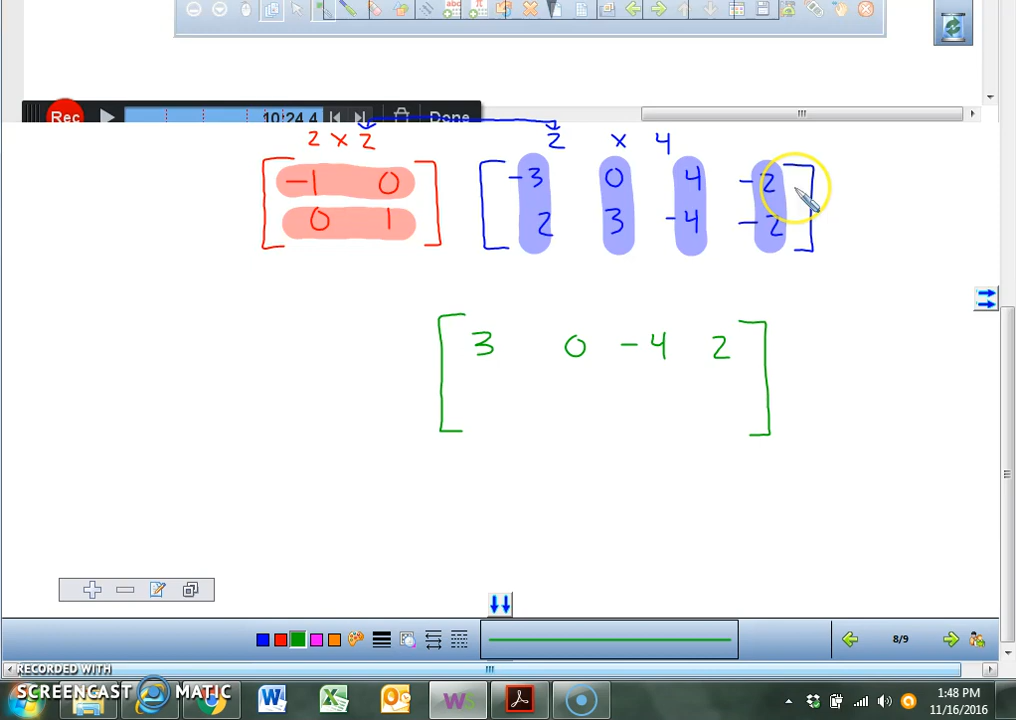 Rec 10:24.4 Done
2 x 2 2 x 4
-1 0 -3 0 4 -2
0 1 2 3 -4 -2
3 0 -4 2
8/9
RECORDED WITH
SCREENCAST MATIC
1:48 PM
11/16/2016